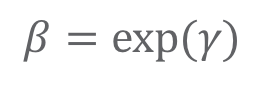 β = exp(γ)